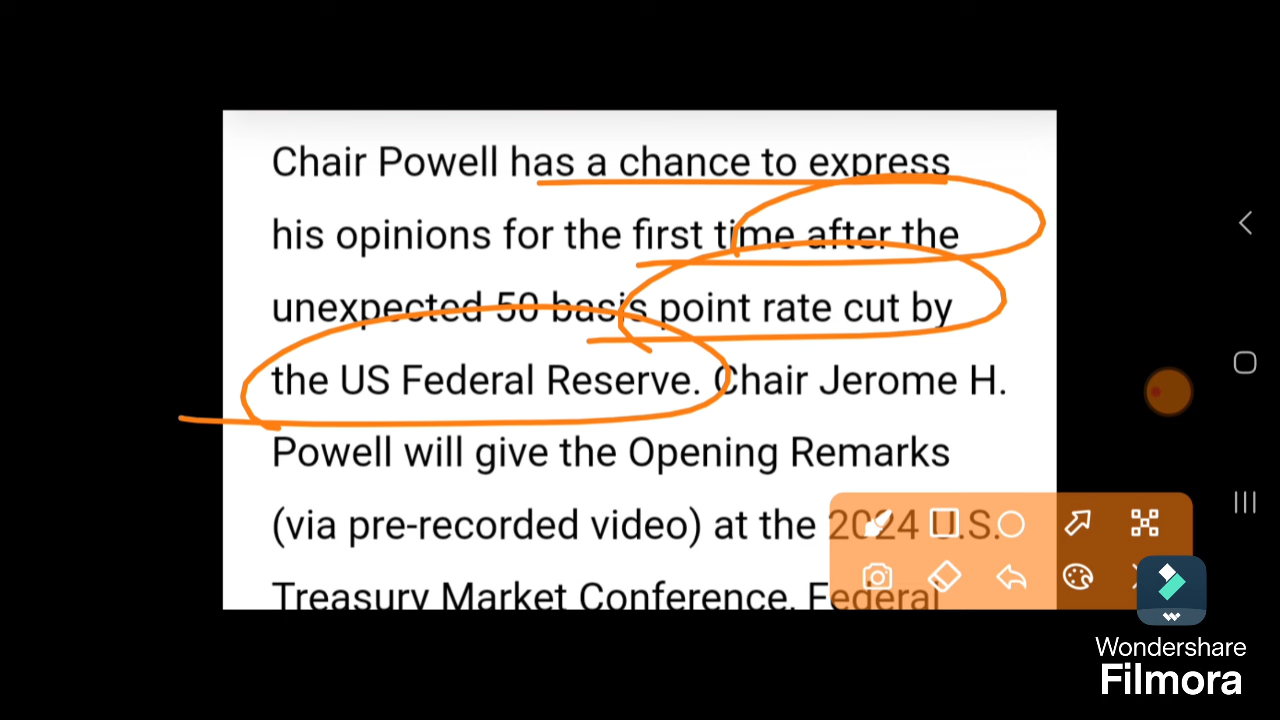 Chair Powell has a chance to express
his opinions for the first time after the
unexpected 50 basis point rate cut by
the US Federal Reserve. Chair Jerome H.
Powell will give the Opening Remarks
(via pre-recorded video) at the 2024 U.S.
Treasury Market Conference, Federal
Wondershare
Filmora